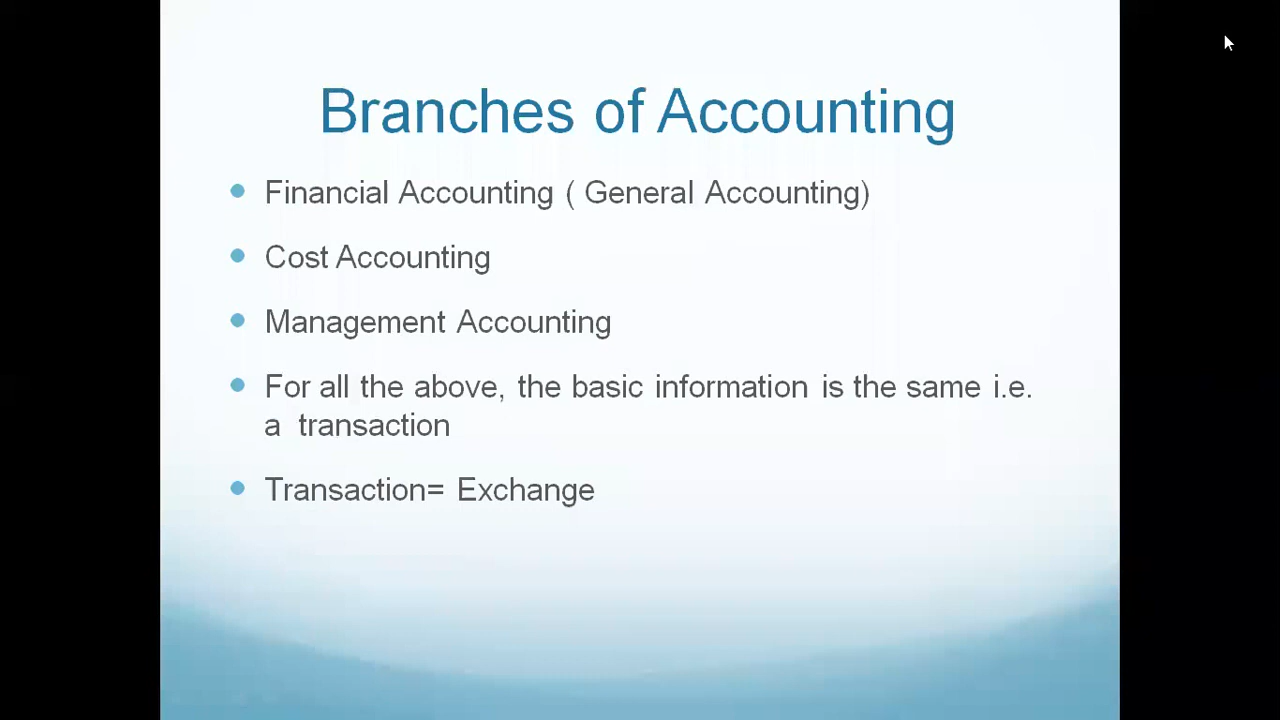 Branches of Accounting
Financial Accounting ( General Accounting)
Cost Accounting
Management Accounting
For all the above, the basic information is the same i.e.
a transaction
Transaction= Exchange